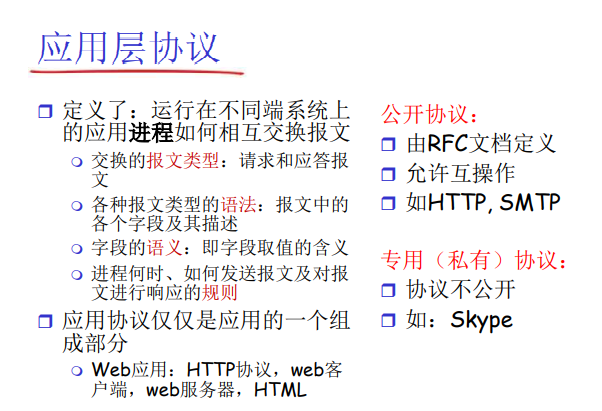 应用层协议
定义了：运行在不同端系统上
的应用进程如何相互交换报文
交换的报文类型：请求和应答报
文
各种报文类型的语法：报文中的
各个字段及其描述
字段的语义：即字段取值的含义
进程何时、如何发送报文及对报
文进行响应的规则
应用协议仅仅是应用的一个组
成部分
Web应用：HTTP协议，web客
户端，web服务器，HTML
公开协议：
由RFC文档定义
允许互操作
如HTTP, SMTP
专用（私有）协议：
协议不公开
如：Skype